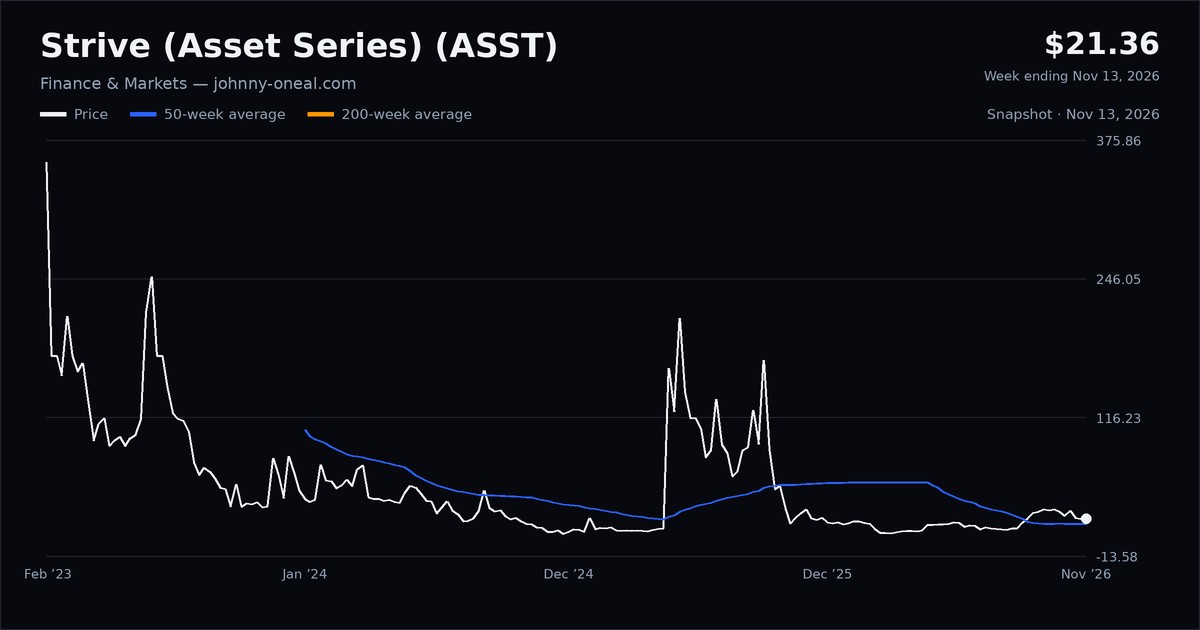 Strive (Asset Series) (ASST)
$21.36
Finance & Markets — johnny-oneal.com
Week ending Nov 13, 2026
Price
50-week average
200-week average
Snapshot · Nov 13, 2026
375.86
246.05
116.23
-13.58
Feb ’23
Jan ’24
Dec ’24
Dec ’25
Nov ’26